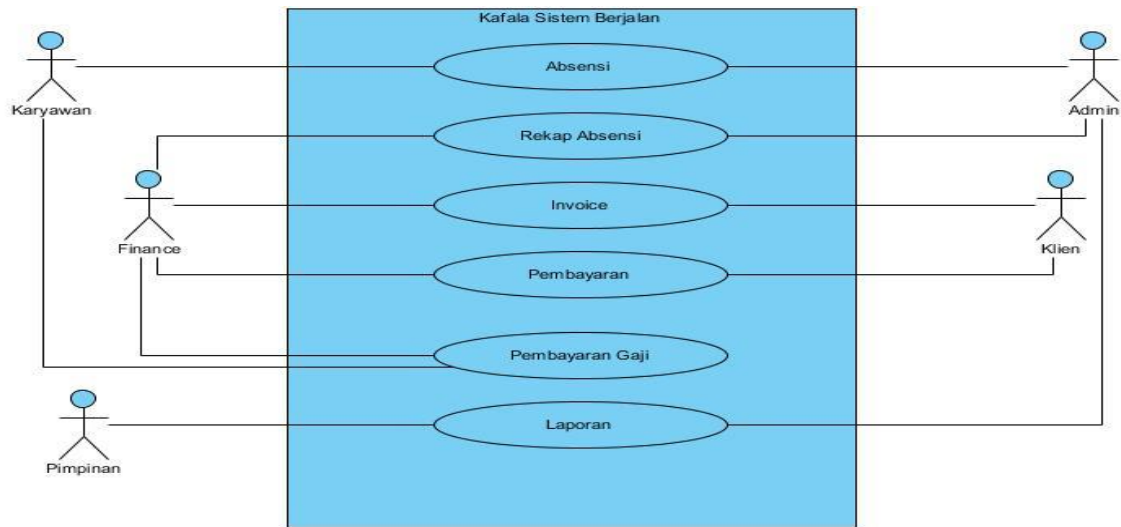 Kafala Sistem Berjalan
Absensi
Karyawan
Admin
Rekap Absensi
Invoice
Finance
Klien
Pembayaran
Pembayaran Gaji
Laporan
Pimpinan